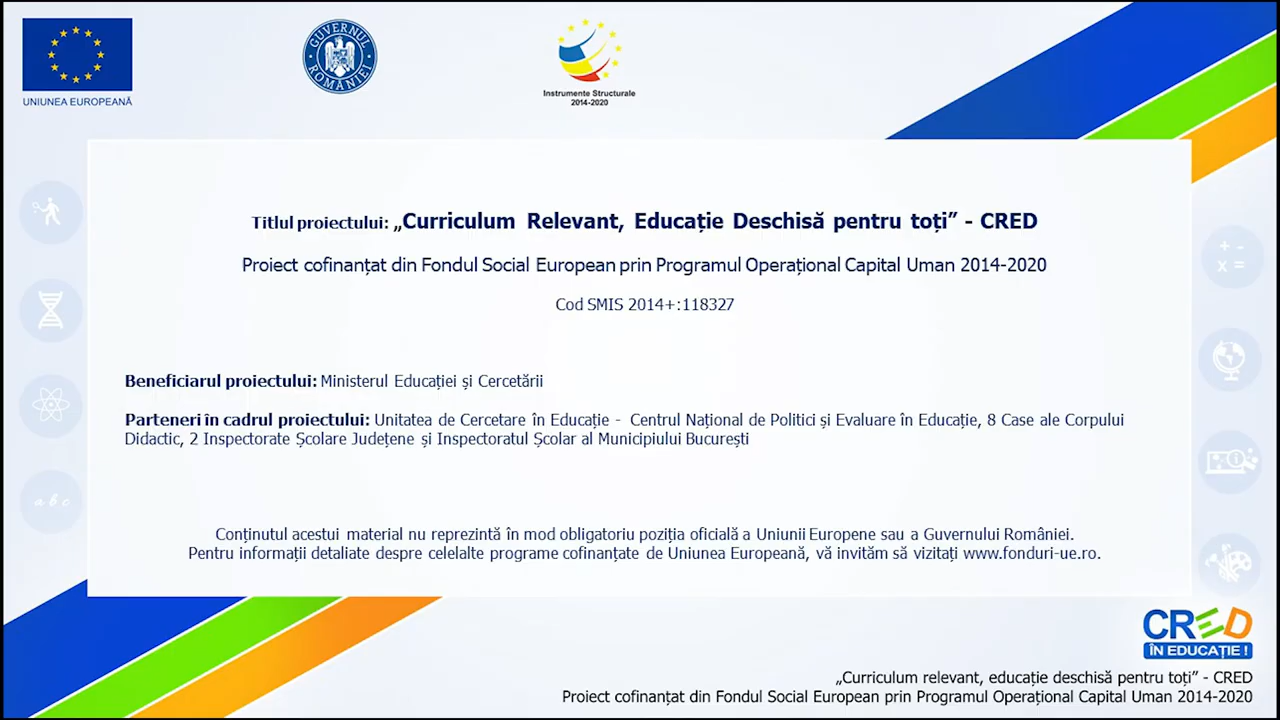 UNIUNEA EUROPEANĂ
GUVERNUL ROMÂNIEI
Instrumente Structurale
2014-2020
Titlul proiectului: „Curriculum Relevant, Educație Deschisă pentru toți” - CRED
Proiect cofinanțat din Fondul Social European prin Programul Operațional Capital Uman 2014-2020
Cod SMIS 2014+:118327
+ -
x =
Beneficiarul proiectului: Ministerul Educației și Cercetării
Parteneri în cadrul proiectului: Unitatea de Cercetare în Educație - Centrul Național de Politici și Evaluare în Educație, 8 Case ale Corpului
Didactic, 2 Inspectorate Școlare Județene și Inspectoratul Școlar al Municipiului București
a b c
Conținutul acestui material nu reprezintă în mod obligatoriu poziția oficială a Uniunii Europene sau a Guvernului României.
Pentru informații detaliate despre celelalte programe cofinanțate de Uniunea Europeană, vă invităm să vizitați www.fonduri-ue.ro.
CRED
ÎN EDUCAȚIE !
„Curriculum relevant, educație deschisă pentru toți” - CRED
Proiect cofinanțat din Fondul Social European prin Programul Operațional Capital Uman 2014-2020